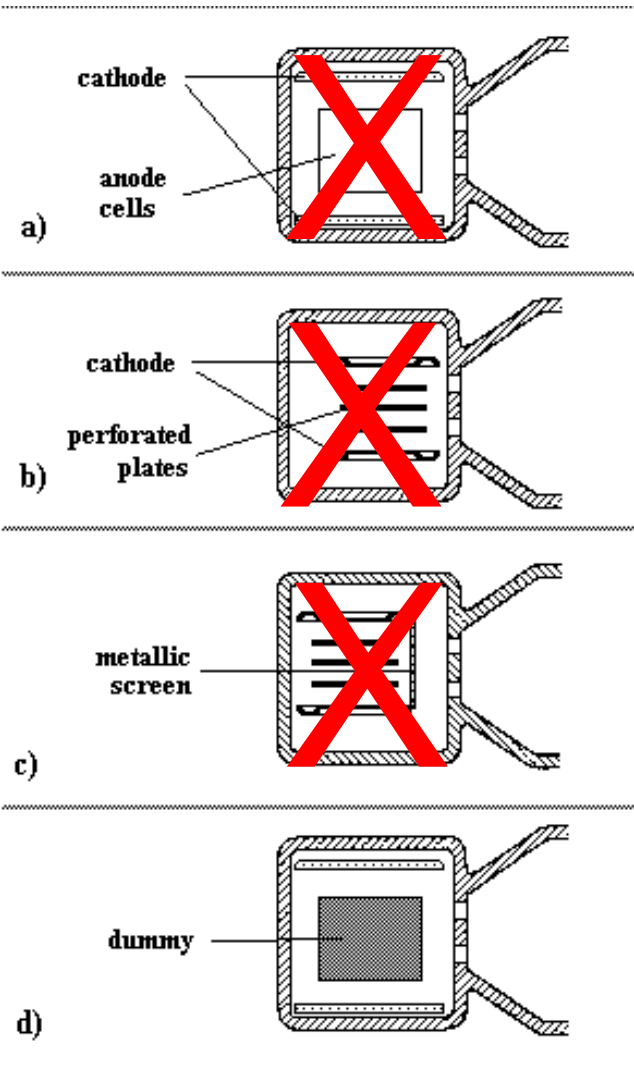 cathode
anode
cells
a)
cathode
perforated
plates
b)
metallic
screen
c)
dummy
d)